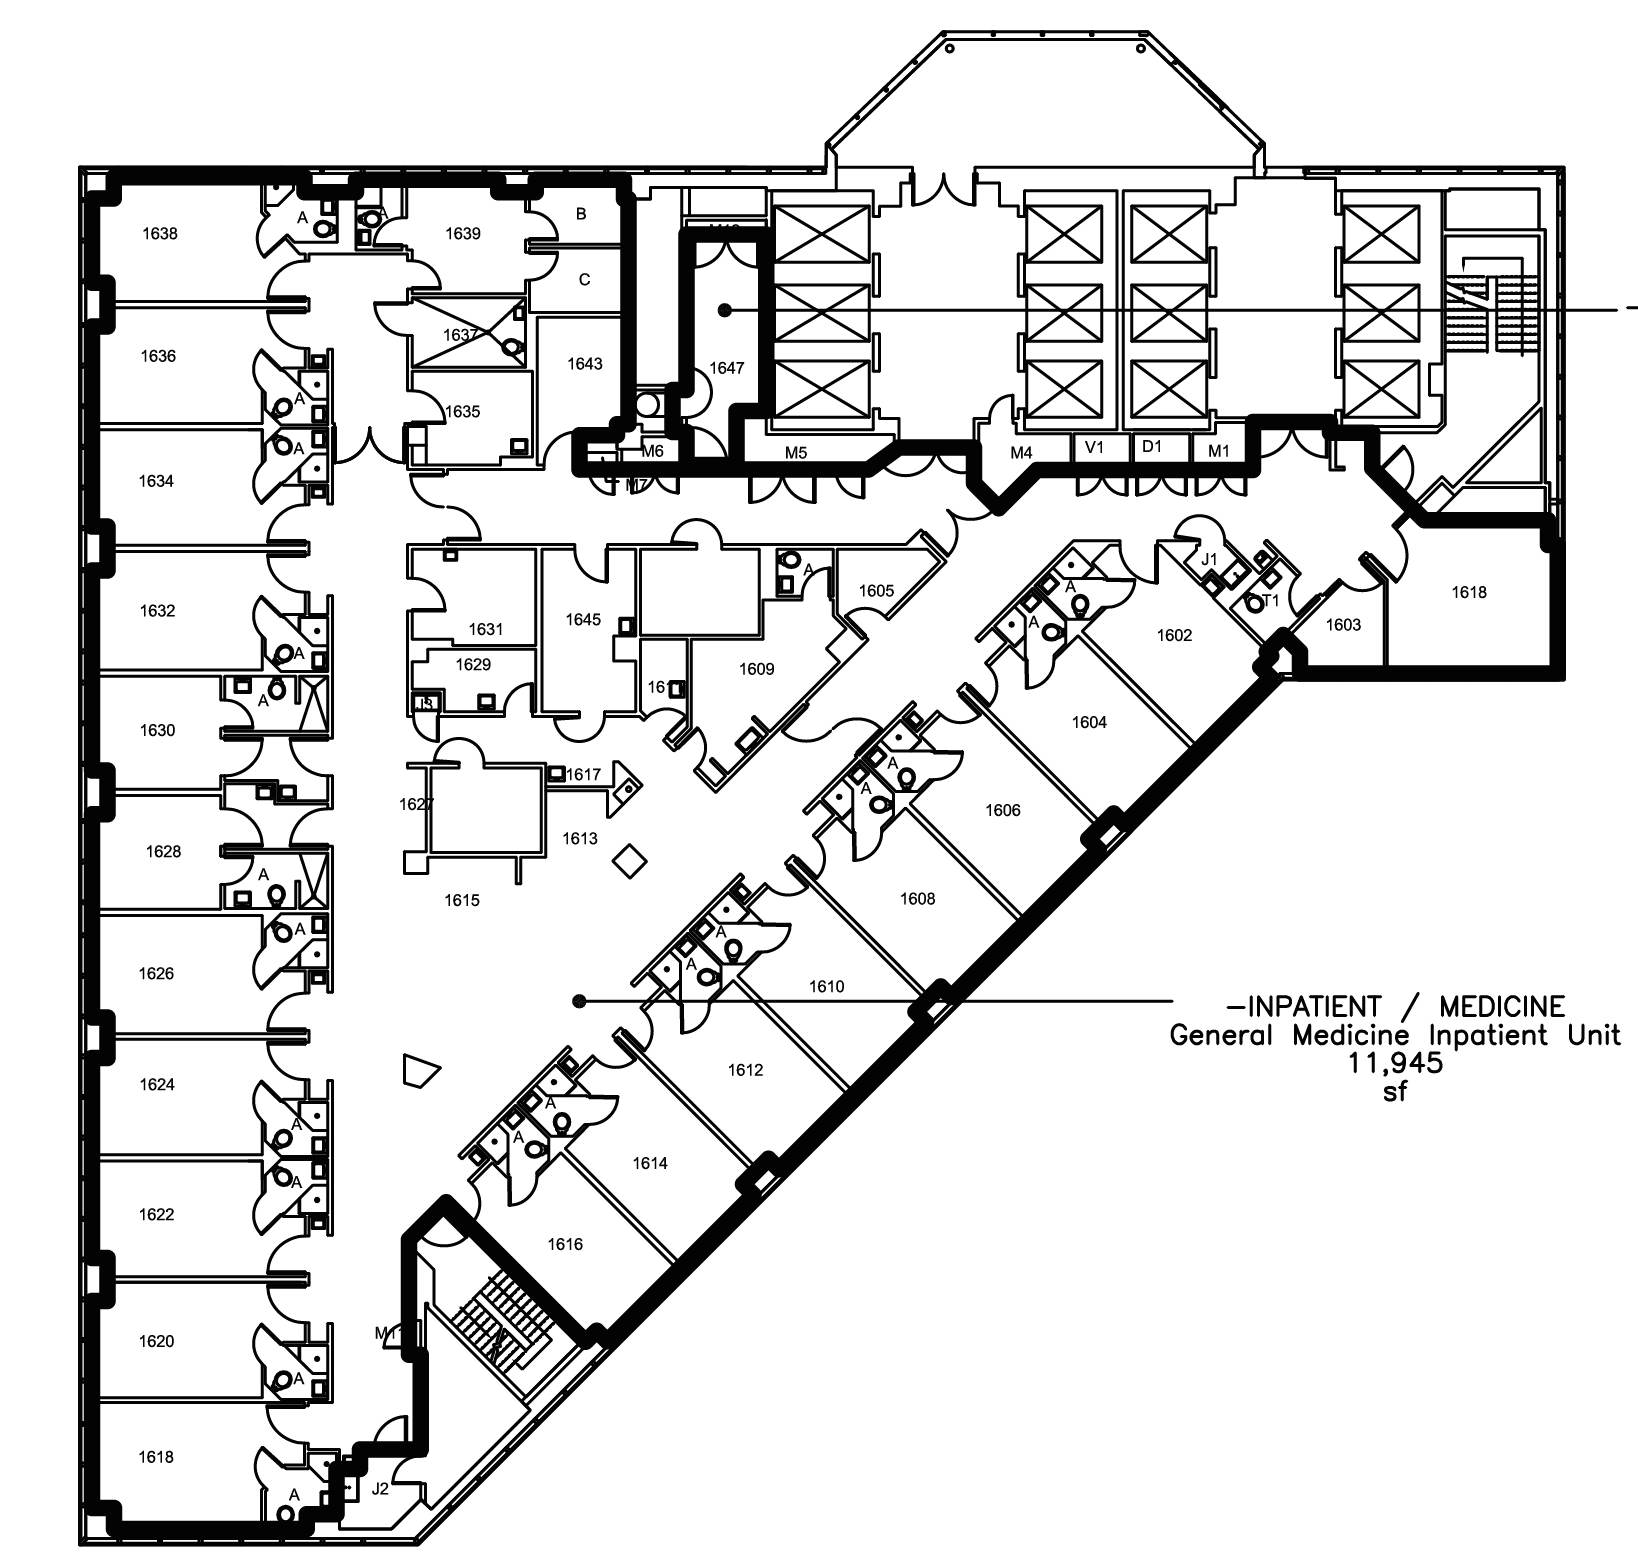 B
A
A
1638
1639
C
1637
1636
1643
1647
A
1635
A
M6
M5
M4
V1
D1
M1
1634
M7
J1
A
A
T1
1618
1605
1632
1645
1631
A
1603
1602
A
1629
1609
A
J3
1604
1630
A
1617
A
1627
1606
1628
1613
A
1608
1615
A
A
1626
A
1610
-INPATIENT / MEDICINE
General Medicine Inpatient Unit
11,945
sf
1612
1624
A
A
A
1614
A
1622
1616
1620
A
1618
J2
A